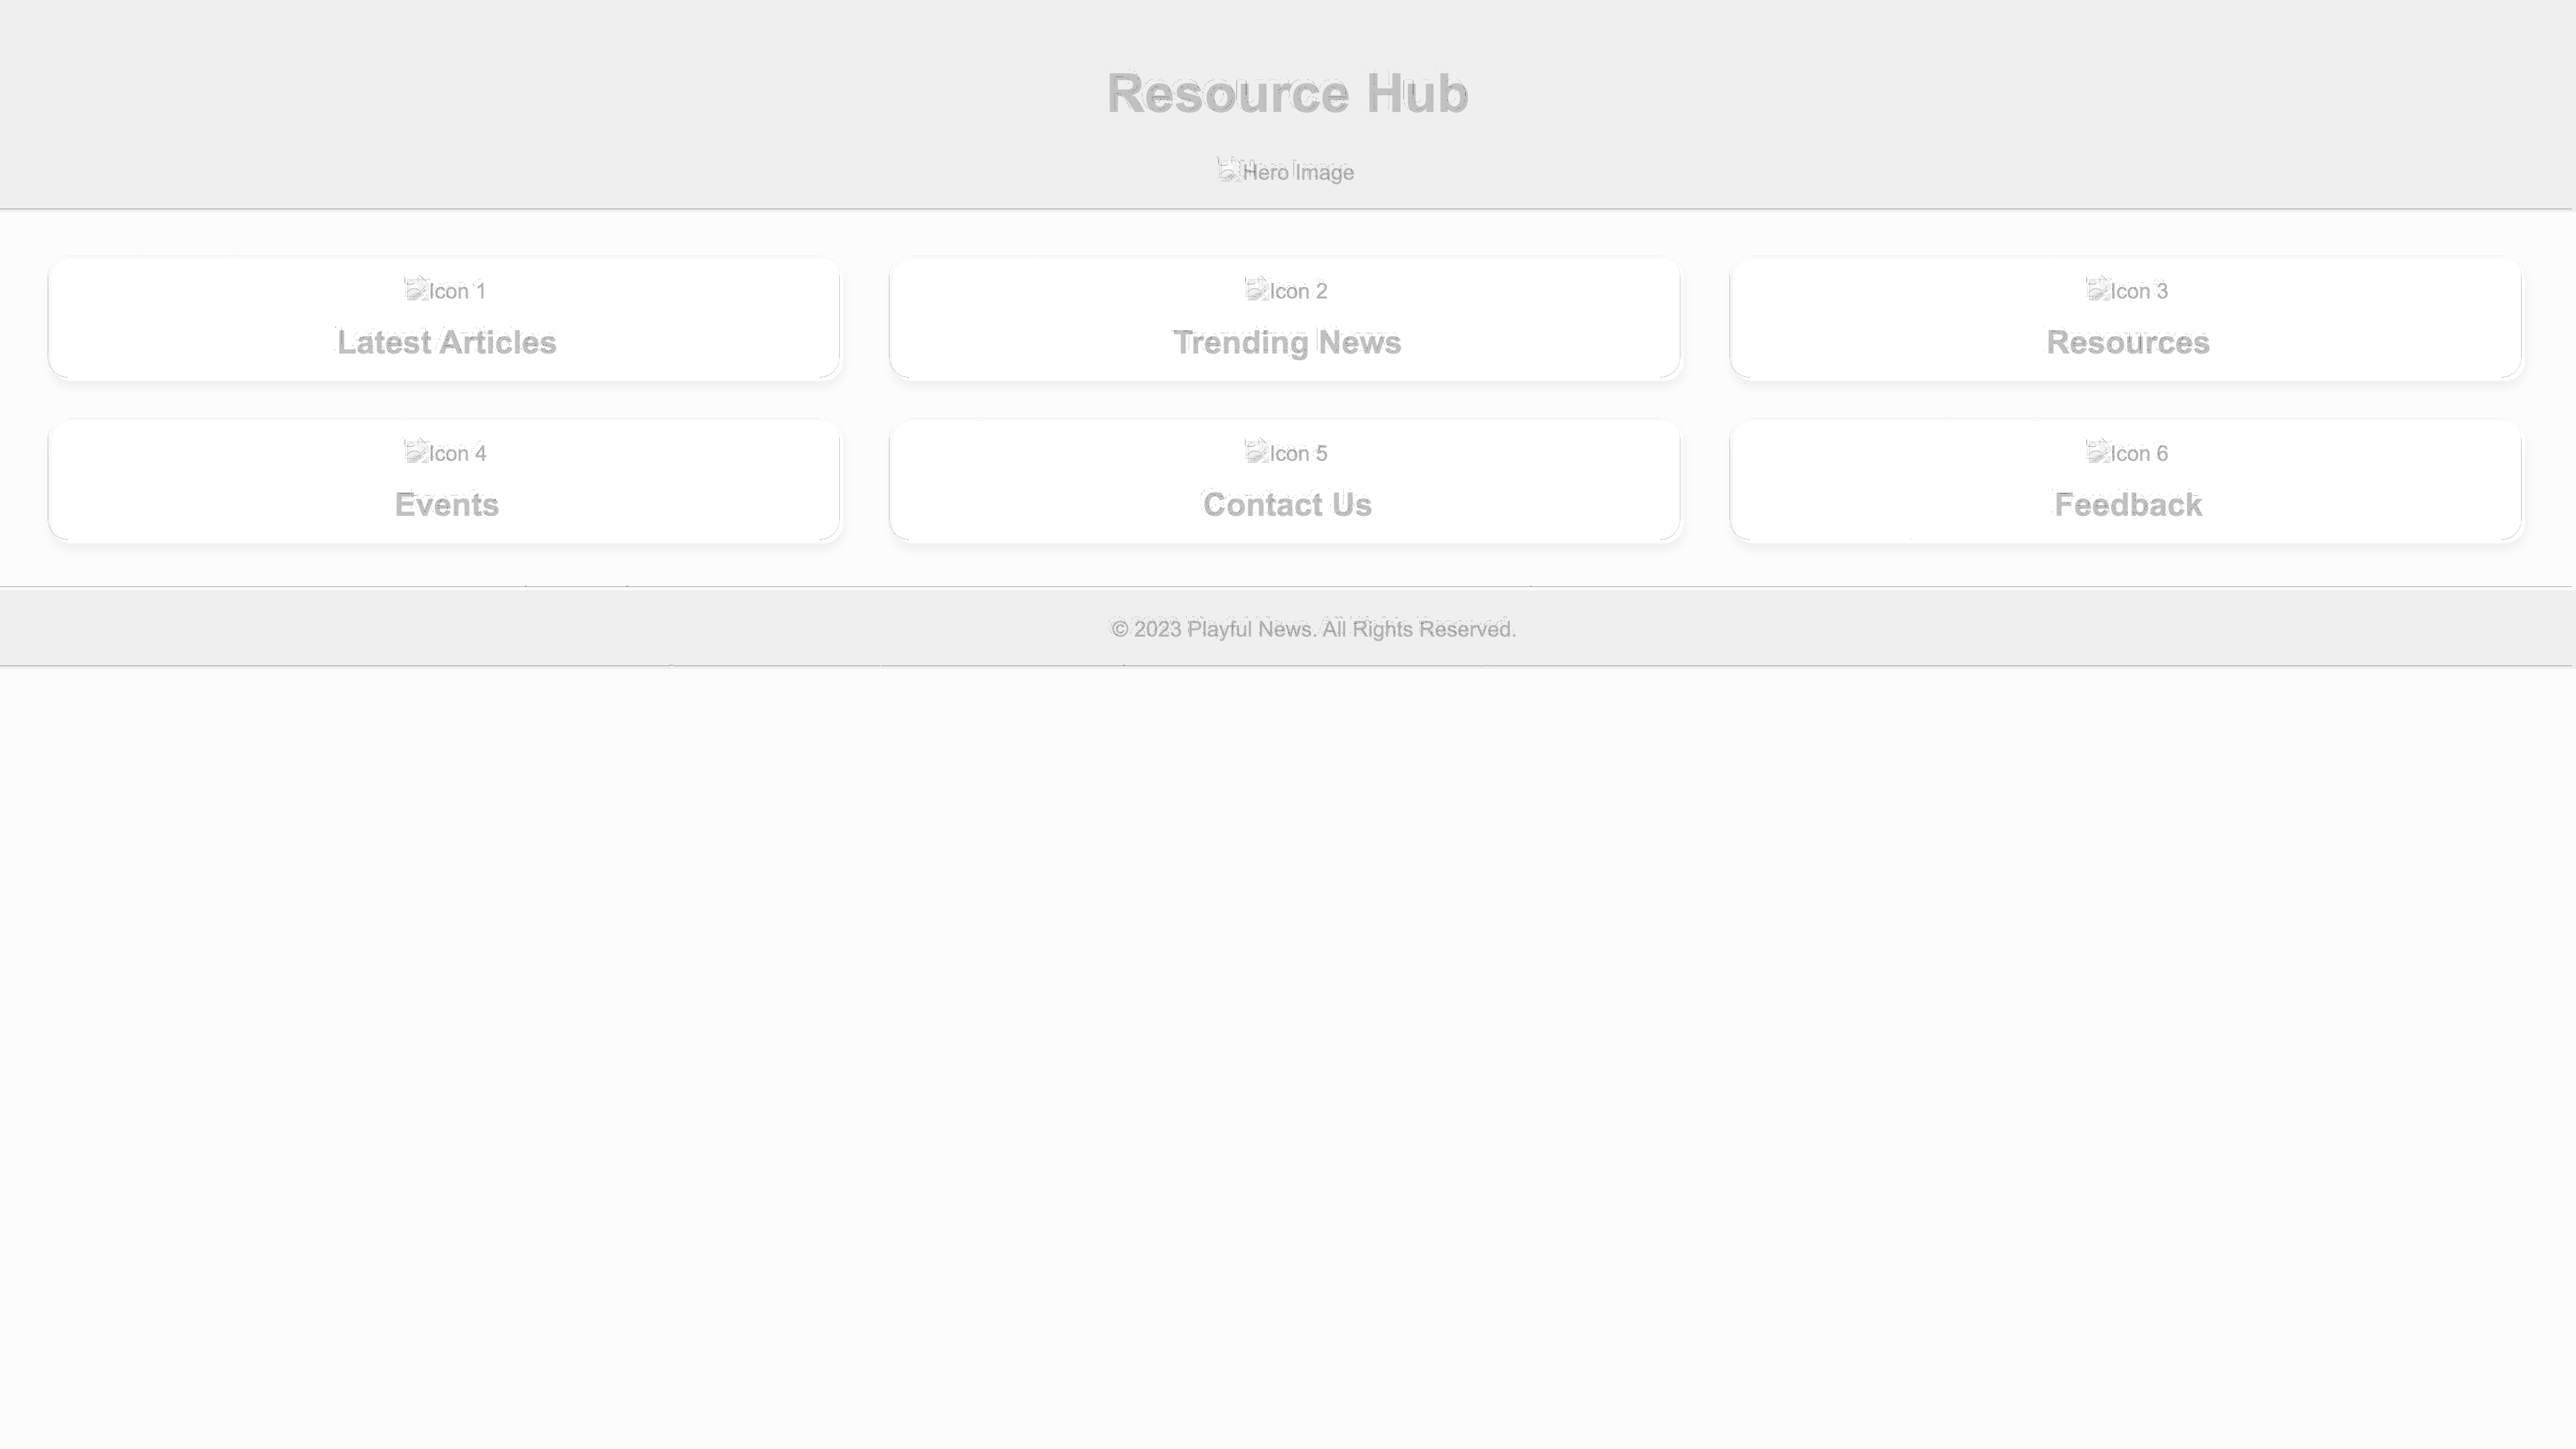 Resource Hub
Hero Image
Icon 1
Latest Articles
Icon 2
Trending News
Icon 3
Resources
Icon 4
Events
Icon 5
Contact Us
Icon 6
Feedback
© 2023 Playful News. All Rights Reserved.